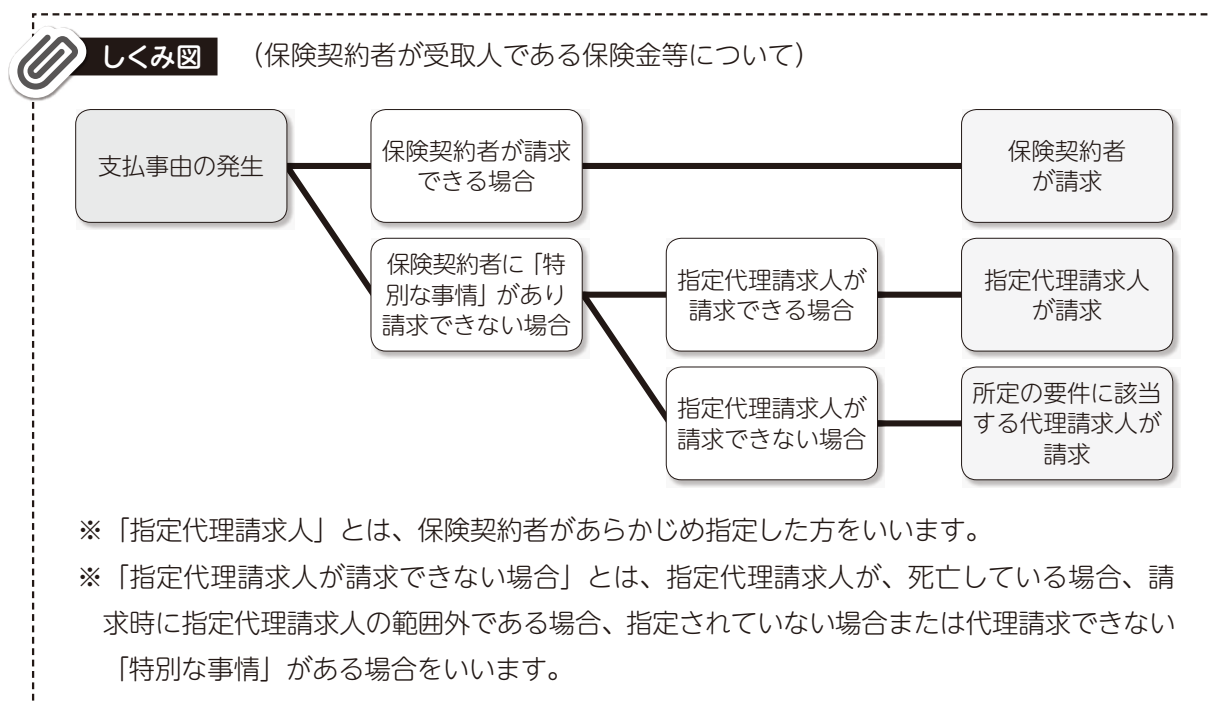 しくみ図 (保険契約者が受取人である保険金等について)
支払事由の発生
保険契約者が請求
できる場合
保険契約者
が請求
保険契約者に「特
別な事情」があり
請求できない場合
指定代理請求人が
請求できる場合
指定代理請求人
が請求
指定代理請求人が
請求できない場合
所定の要件に該当
する代理請求人が
請求
※「指定代理請求人」とは、保険契約者があらかじめ指定した方をいいます。
※「指定代理請求人が請求できない場合」とは、指定代理請求人が、死亡している場合、請
求時に指定代理請求人の範囲外である場合、指定されていない場合または代理請求できない
「特別な事情」がある場合をいいます。